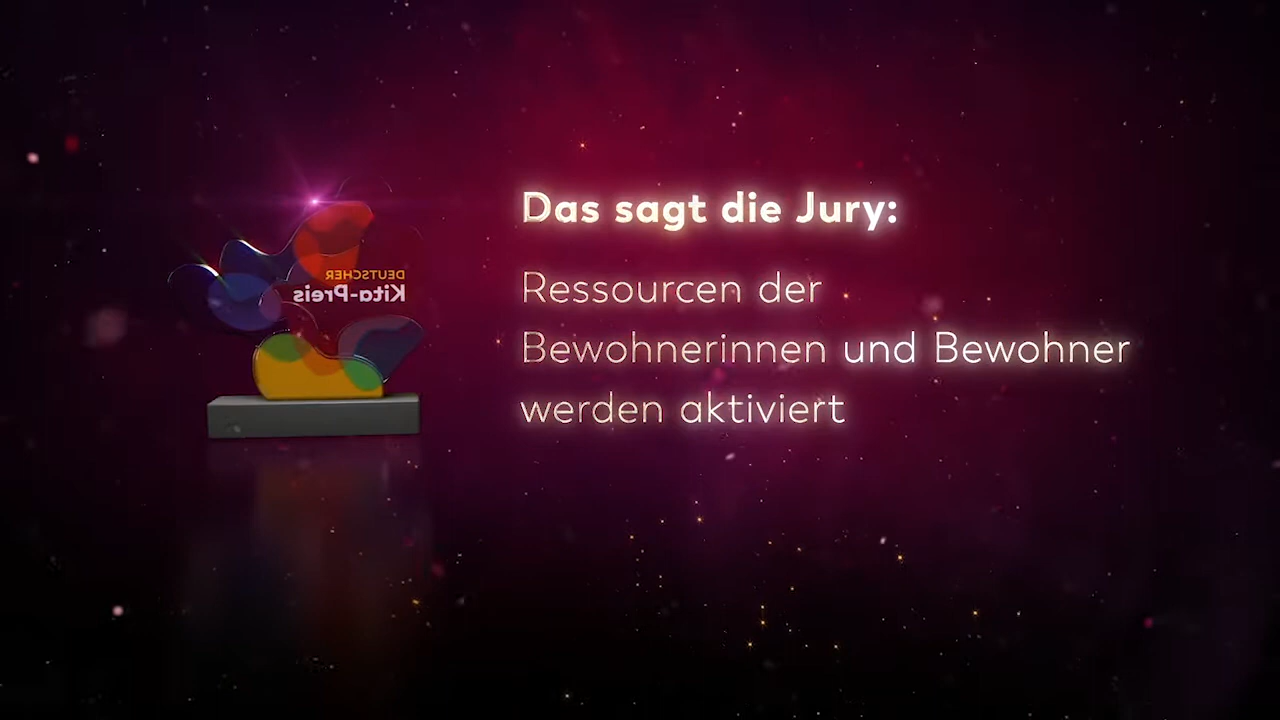 DEUTSCHER
Kita-Preis
Das sagt die Jury:
Ressourcen der
Bewohnerinnen und Bewohner
werden aktiviert